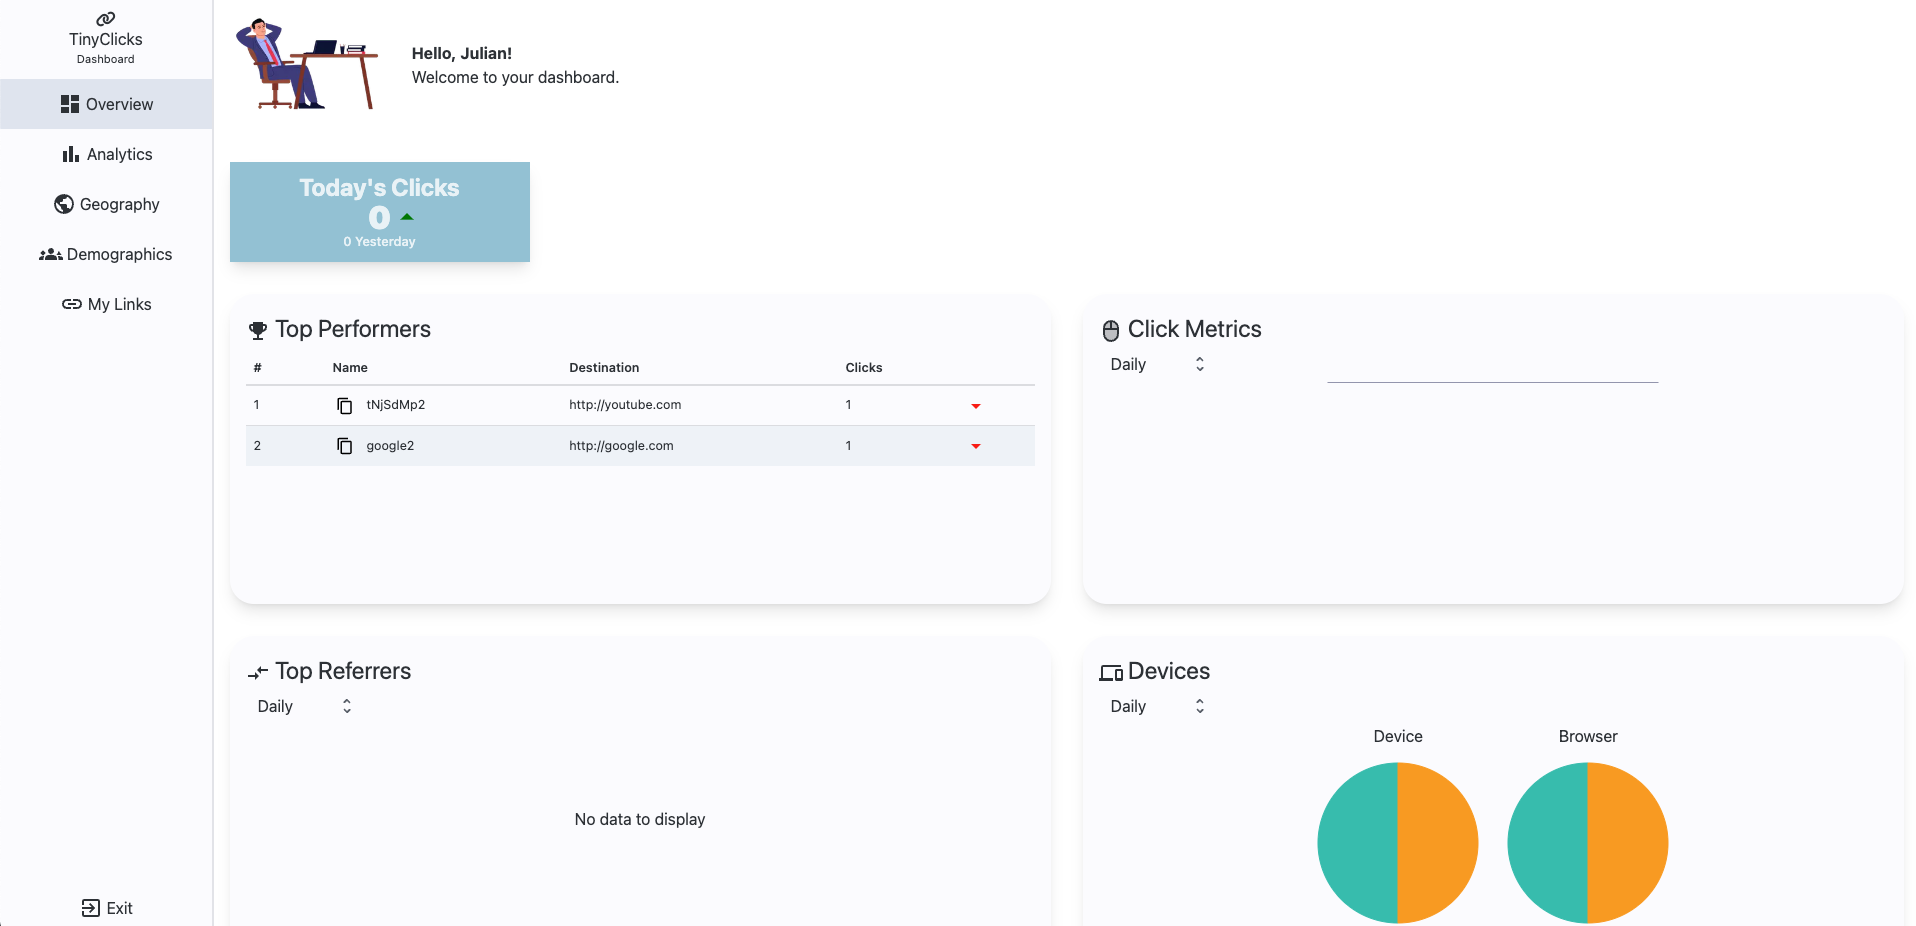 TinyClicks
Dashboard
Overview
Analytics
Geography
Demographics
My Links
Exit
Hello, Julian!
Welcome to your dashboard.
Today's Clicks
0
0 Yesterday
Top Performers
# Name Destination Clicks
1 tNjSdMp2 http://youtube.com 1
2 google2 http://google.com 1
Click Metrics
Daily
Top Referrers
Daily
No data to display
Devices
Daily
Device Browser